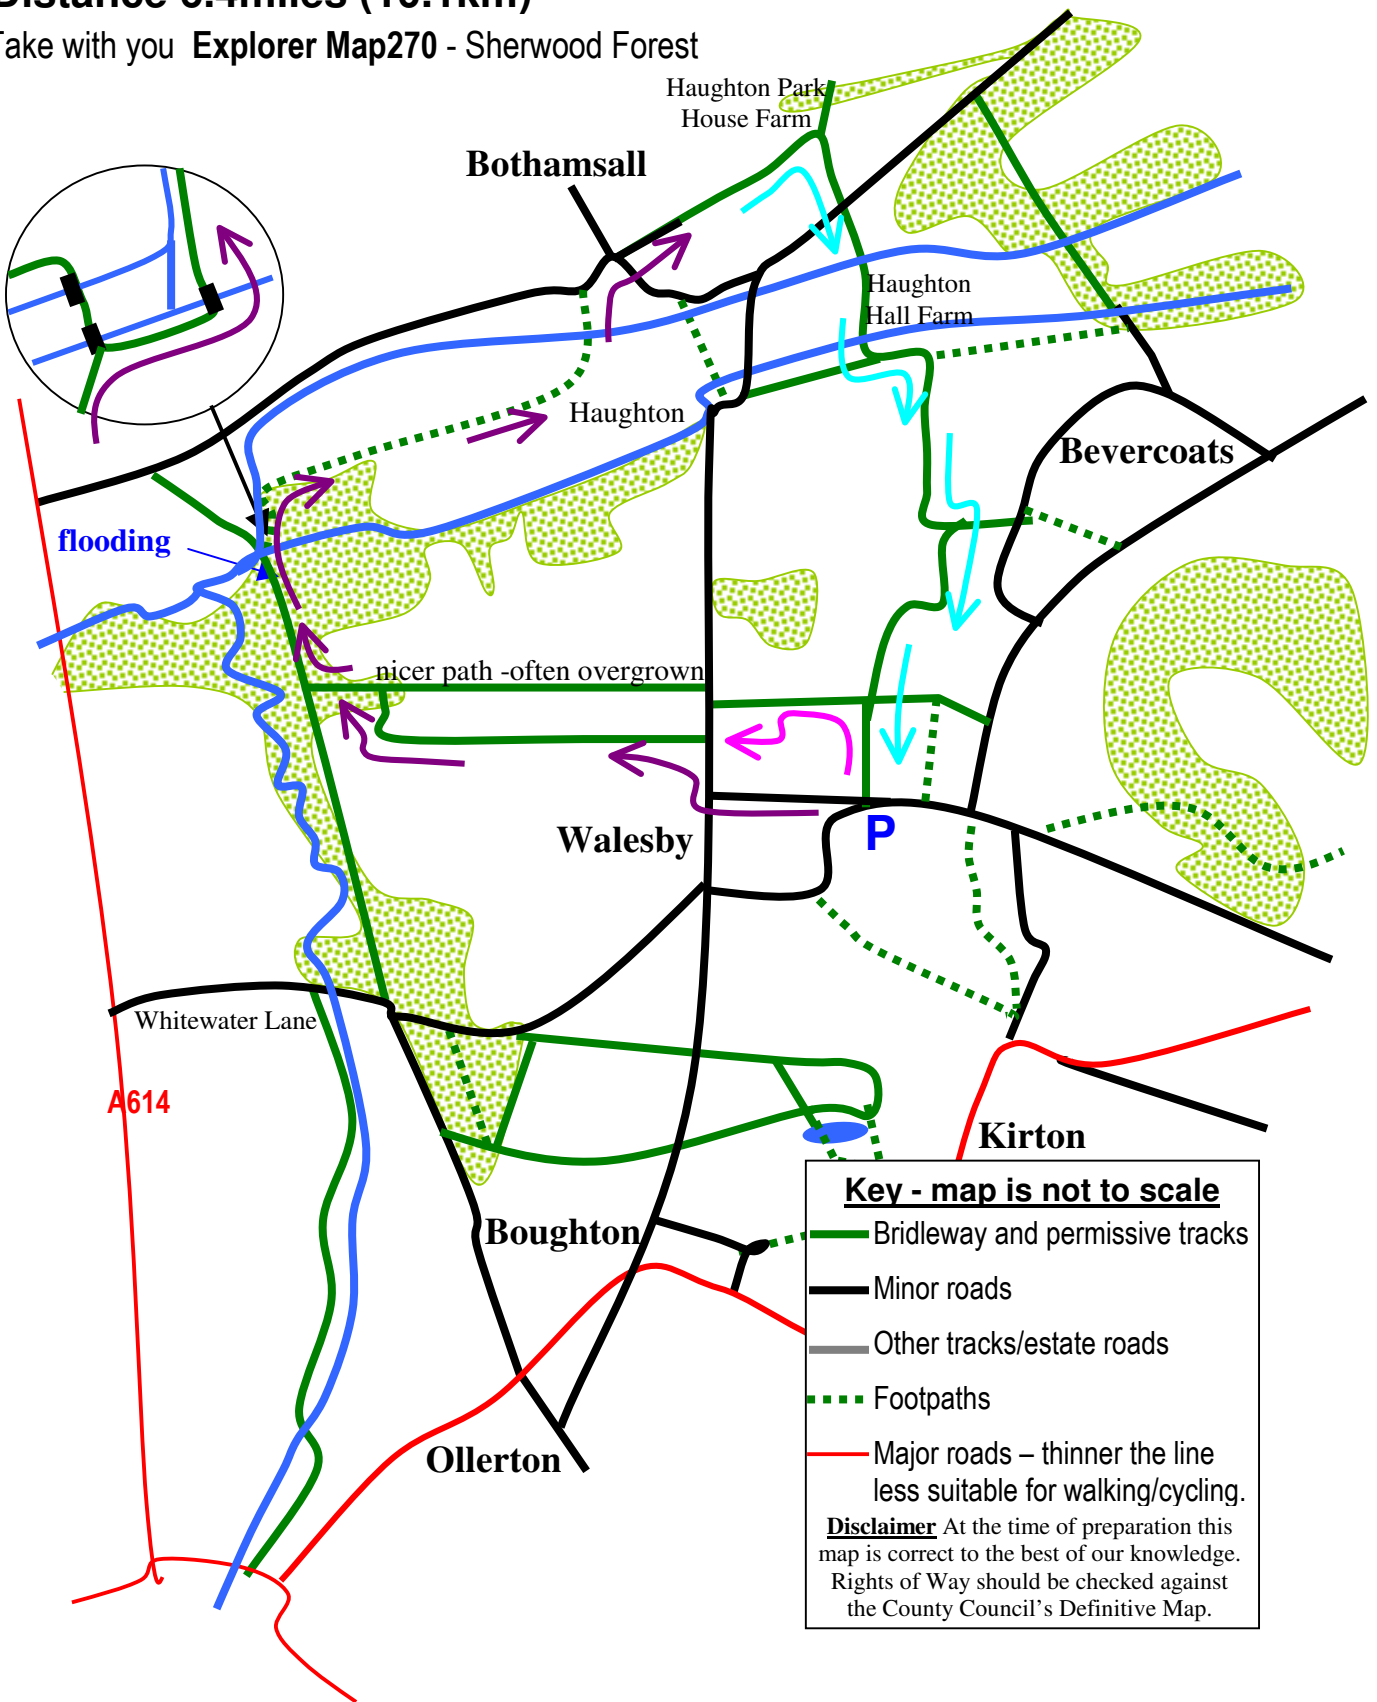 Take with you Explorer Map270 - Sherwood Forest
Haughton Park
House Farm
Bothamsall
Haughton
Hall Farm
Haughton
Bevercoats
flooding
nicer path -often overgrown
Walesby
P
Whitewater Lane
A614
Kirton
Boughton
Ollerton
Key - map is not to scale
Bridleway and permissive tracks
Minor roads
Other tracks/estate roads
Footpaths
Major roads – thinner the line
less suitable for walking/cycling.
Disclaimer At the time of preparation this
map is correct to the best of our knowledge.
Rights of Way should be checked against
the County Council's Definitive Map.